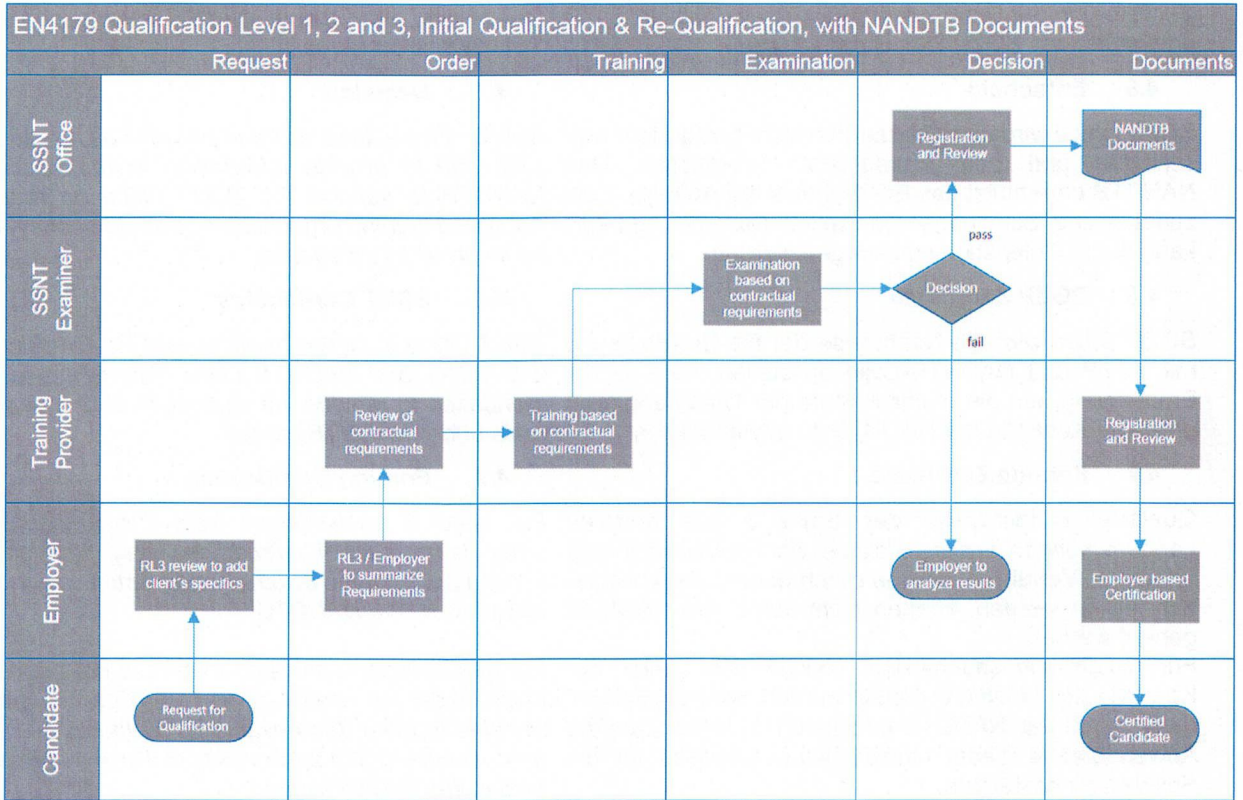 EN4179 Qualification Level 1, 2 and 3, Initial Qualification & Re-Qualification, with NANDTB Documents
Request
Order
Training
Examination
Decision
Documents
SSNT
Office
Registration
and Review
NANDTB
Documents
SSNT
Examiner
pass
Examination
based on
contractual
requirements
Decision
fail
Training
Provider
Review of
contractual
requirements
Training based
on contractual
requirements
Registration
and Review
Employer
RL3 review to add
client´s specifics
RL3 / Employer
to summarize
Requirements
Employer to
analyze results
Employer based
Certification
Candidate
Request for
Qualification
Certified
Candidate